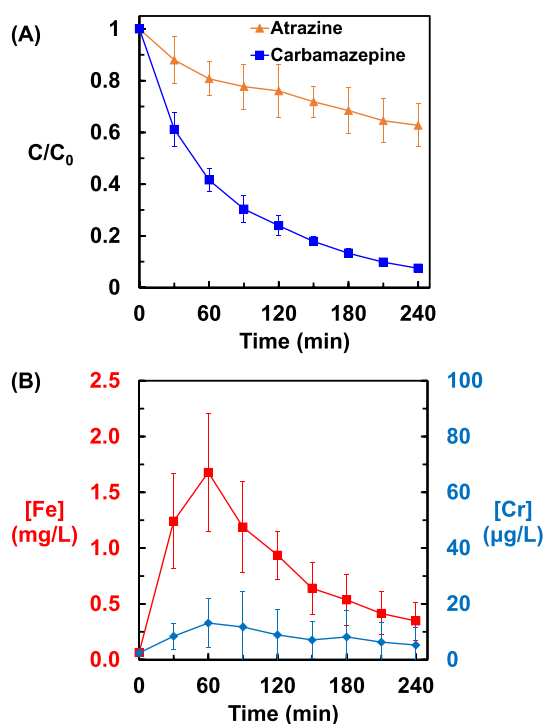 (A)
Atrazine
Carbamazepine
C/C₀
1
0.8
0.6
0.4
0.2
0
0 60 120 180 240
Time (min)
(B)
[Fe]
(mg/L)
2.5
2.0
1.5
1.0
0.5
0.0
100
80
60
40
20
0
[Cr]
(µg/L)
0 60 120 180 240
Time (min)